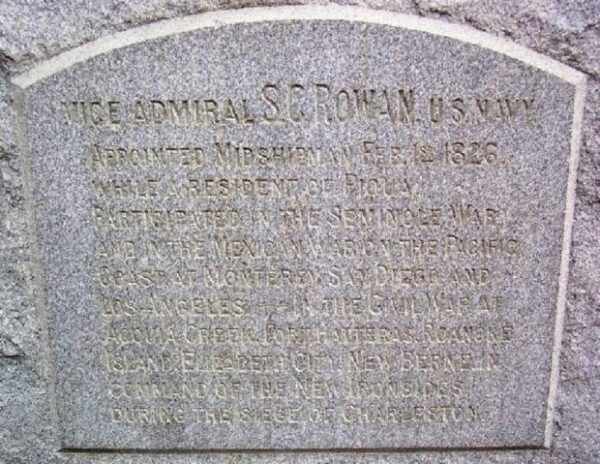 VICE ADMIRAL S.C. ROWAN, U.S. NAVY.
APPOINTED MIDSHIPMAN FEB. 1ST 1826,
WHILE A RESIDENT OF PIQUA,
PARTICIPATED IN THE SEMINOLE WAR
AND IN THE MEXICAN WAR ON THE PACIFIC
COAST AT MONTEREY, SAN DIEGO AND
LOS ANGELES — IN THE CIVIL WAR AT
ACQUIA CREEK, FORT HATTERAS, ROANOKE
ISLAND, ELIZABETH CITY, NEW BERNE, IN
COMMAND OF THE NEW IRONSIDES
DURING THE SIEGE OF CHARLESTON.